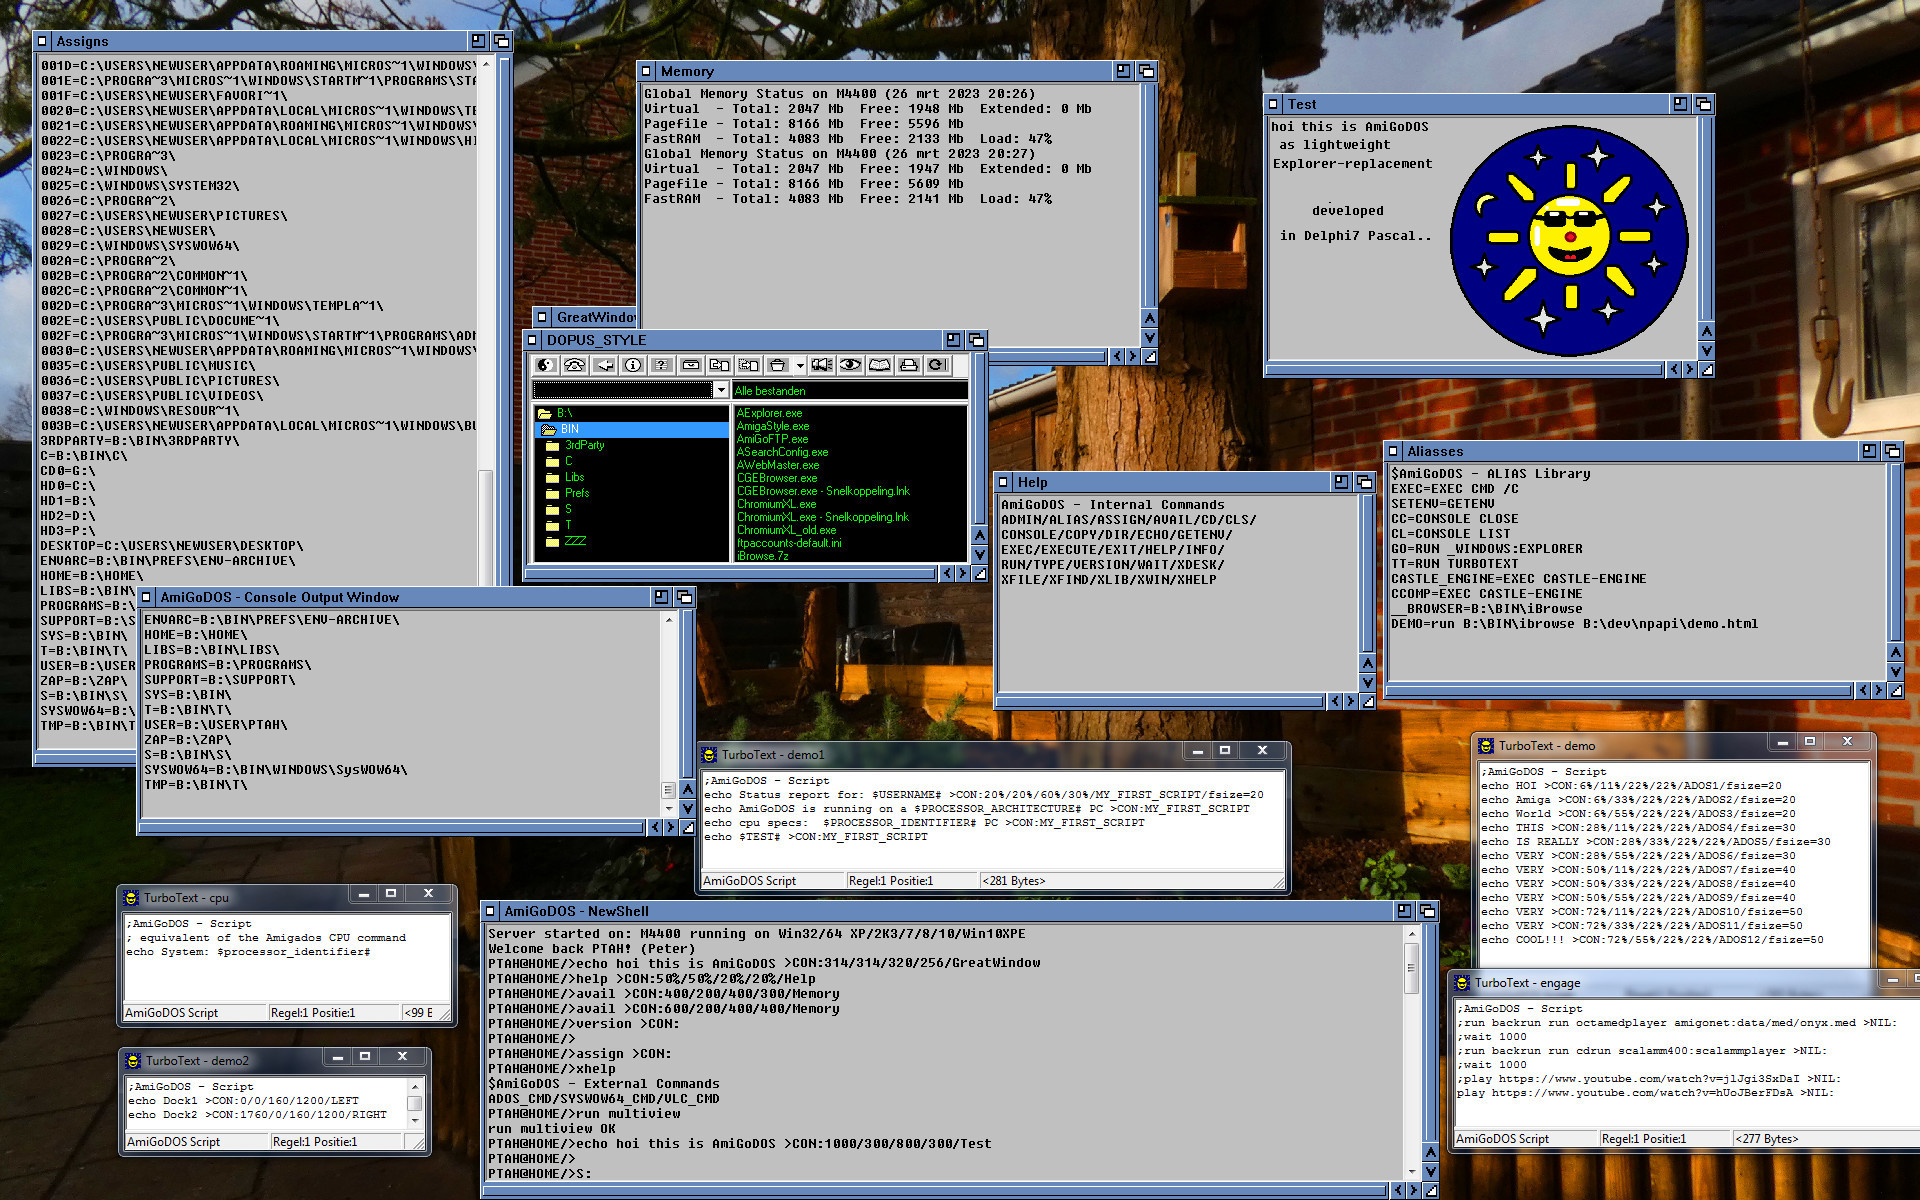 Assigns
001D=C:\USERS\NEWUSER\APPDATA\ROAMING\MICROS~1\WINDOWS\
001E=C:\PROGRA~3\MICROS~1\WINDOWS\STARTM~1\PROGRAMS\STA
001F=C:\USERS\NEWUSER\FAVORI~1\
0020=C:\USERS\NEWUSER\APPDATA\LOCAL\MICROS~1\WINDOWS\TE
0021=C:\USERS\NEWUSER\APPDATA\ROAMING\MICROS~1\WINDOWS\
0022=C:\USERS\NEWUSER\APPDATA\LOCAL\MICROS~1\WINDOWS\HI
0023=C:\PROGRA~3\
0024=C:\WINDOWS\
0025=C:\WINDOWS\SYSTEM32\
0026=C:\PROGRA~2\
0027=C:\USERS\NEWUSER\PICTURES\
0028=C:\USERS\NEWUSER\
0029=C:\WINDOWS\SYSWOW64\
002A=C:\PROGRA~2\
002B=C:\PROGRA~2\COMMON~1\
002C=C:\PROGRA~2\COMMON~1\
002D=C:\PROGRA~3\MICROS~1\WINDOWS\TEMPLA~1\
002E=C:\USERS\PUBLIC\DOCUME~1\
002F=C:\PROGRA~3\MICROS~1\WINDOWS\STARTM~1\PROGRAMS\ADM
0030=C:\USERS\NEWUSER\APPDATA\ROAMING\MICROS~1\WINDOWS\
0035=C:\USERS\PUBLIC\MUSIC\
0036=C:\USERS\PUBLIC\PICTURES\
0037=C:\USERS\PUBLIC\VIDEOS\
0038=C:\WINDOWS\RESOUR~1\
003B=C:\USERS\NEWUSER\APPDATA\LOCAL\MICROS~1\WINDOWS\BU
3RDPARTY=B:\BIN\3RDPARTY\
C=B:\BIN\C\
CD0=G:\
HD0=C:\
HD1=B:\
HD2=D:\
HD3=P:\
DESKTOP=C:\USERS\NEWUSER\DESKTOP\
ENVARC=B:\BIN\PREFS\ENV-ARCHIVE\
HOME=B:\HOME\
LIBS=B:\BIN
PROGRAMS=B:\
SUPPORT=B:\S
SYS=B:\BIN\
T=B:\BIN\T\
USER=B:\USER
ZAP=B:\ZAP\
S=B:\BIN\S\
SYSWOW64=B:\
TMP=B:\BIN\T
Memory
Global Memory Status on M4400 (26 mrt 2023 20:26)
Virtual  - Total: 2047 Mb  Free: 1948 Mb  Extended: 0 Mb
Pagefile - Total: 8166 Mb  Free: 5596 Mb
FastRAM  - Total: 4083 Mb  Free: 2133 Mb  Load: 47%
Global Memory Status on M4400 (26 mrt 2023 20:27)
Virtual  - Total: 2047 Mb  Free: 1947 Mb  Extended: 0 Mb
Pagefile - Total: 8166 Mb  Free: 5609 Mb
FastRAM  - Total: 4083 Mb  Free: 2141 Mb  Load: 47%
Test
hoi this is AmiGoDOS
as lightweight
Explorer-replacement
developed
in Delphi7 Pascal..
GreatWindo
DOPUS_STYLE
Alle bestanden
B:\
BIN
3rdParty
C
Libs
Prefs
S
T
ZZZ
AExplorer.exe
AmigaStyle.exe
AmiGoFTP.exe
ASearchConfig.exe
AWebMaster.exe
CGEBrowser.exe
CGEBrowser.exe - Snelkoppeling.lnk
ChromiumXL.exe
ChromiumXL.exe - Snelkoppeling.lnk
ChromiumXL_old.exe
ftpaccounts-default.ini
iBrowse.7z
Help
AmiGoDOS - Internal Commands
ADMIN/ALIAS/ASSIGN/AVAIL/CD/CLS/
CONSOLE/COPY/DIR/ECHO/GETENV/
EXEC/EXECUTE/EXIT/HELP/INFO/
RUN/TYPE/VERSION/WAIT/XDESK/
XFILE/XFIND/XLIB/XWIN/XHELP
Aliasses
$AmiGoDOS - ALIAS Library
EXEC=EXEC CMD /C
SETENV=GETENV
CC=CONSOLE CLOSE
CL=CONSOLE LIST
GO=RUN _WINDOWS:EXPLORER
TT=RUN TURBOTEXT
CASTLE_ENGINE=EXEC CASTLE-ENGINE
CCOMP=EXEC CASTLE-ENGINE
__BROWSER=B:\BIN\iBrowse
DEMO=run B:\BIN\ibrowse B:\dev\npapi\demo.html
AmiGoDOS - Console Output Window
ENVARC=B:\BIN\PREFS\ENV-ARCHIVE\
HOME=B:\HOME\
LIBS=B:\BIN\LIBS\
PROGRAMS=B:\PROGRAMS\
SUPPORT=B:\SUPPORT\
SYS=B:\BIN\
T=B:\BIN\T\
USER=B:\USER\PTAH\
ZAP=B:\ZAP\
S=B:\BIN\S\
SYSWOW64=B:\BIN\WINDOWS\SysWOW64\
TMP=B:\BIN\T\
TurboText - demo1
;AmiGoDOS - Script
echo Status report for: $USERNAME# >CON:20%/20%/60%/30%/MY_FIRST_SCRIPT/fsize=20
echo AmiGoDOS is running on a $PROCESSOR_ARCHITECTURE# PC >CON:MY_FIRST_SCRIPT
echo cpu specs:  $PROCESSOR_IDENTIFIER# PC >CON:MY_FIRST_SCRIPT
echo $TEST# >CON:MY_FIRST_SCRIPT
AmiGoDOS Script Regel:1 Positie:1 <281 Bytes>
TurboText - demo
;AmiGoDOS - Script
echo HOI >CON:6%/11%/22%/22%/ADOS1/fsize=20
echo Amiga >CON:6%/33%/22%/22%/ADOS2/fsize=20
echo World >CON:6%/55%/22%/22%/ADOS3/fsize=20
echo THIS >CON:28%/11%/22%/22%/ADOS4/fsize=30
echo IS REALLY >CON:28%/33%/22%/22%/ADOS5/fsize=30
echo VERY >CON:28%/55%/22%/22%/ADOS6/fsize=30
echo VERY >CON:50%/11%/22%/22%/ADOS7/fsize=40
echo VERY >CON:50%/33%/22%/22%/ADOS8/fsize=40
echo VERY >CON:50%/55%/22%/22%/ADOS9/fsize=40
echo VERY >CON:72%/11%/22%/22%/ADOS10/fsize=50
echo VERY >CON:72%/33%/22%/22%/ADOS11/fsize=50
echo COOL!!! >CON:72%/55%/22%/22%/ADOS12/fsize=50
TurboText - cpu
;AmiGoDOS - Script
; equivalent of the Amigados CPU command
echo System: $processor_identifier#
AmiGoDOS Script Regel:1 Positie:1 <99 E
TurboText - demo2
;AmiGoDOS - Script
echo Dock1 >CON:0/0/160/1200/LEFT
echo Dock2 >CON:1760/0/160/1200/RIGHT
AmiGoDOS Script Regel:1 Positie:1
AmiGoDOS - NewShell
Server started on: M4400 running on Win32/64 XP/2K3/7/8/10/Win10XPE
Welcome back PTAH! (Peter)
PTAH@HOME/>echo hoi this is AmiGoDOS >CON:314/314/320/256/GreatWindow
PTAH@HOME/>help >CON:50%/50%/20%/20%/Help
PTAH@HOME/>avail >CON:400/200/400/300/Memory
PTAH@HOME/>avail >CON:600/200/400/400/Memory
PTAH@HOME/>version >CON:
PTAH@HOME/>
PTAH@HOME/>assign >CON:
PTAH@HOME/>xhelp
$AmiGoDOS - External Commands
ADOS_CMD/SYSWOW64_CMD/VLC_CMD
PTAH@HOME/>run multiview
run multiview OK
PTAH@HOME/>echo hoi this is AmiGoDOS >CON:1000/300/800/300/Test
PTAH@HOME/>
PTAH@HOME/>S:
TurboText - engage
;AmiGoDOS - Script
;run backrun run octamedplayer amigonet:data/med/onyx.med >NIL:
;wait 1000
;run backrun run cdrun scalamm400:scalammplayer >NIL:
;wait 1000
;play https://www.youtube.com/watch?v=jlJgi3SxDaI >NIL:
play https://www.youtube.com/watch?v=hUoJBerFDsA >NIL:
AmiGoDOS Script Regel:1 Positie:1 <277 Bytes>